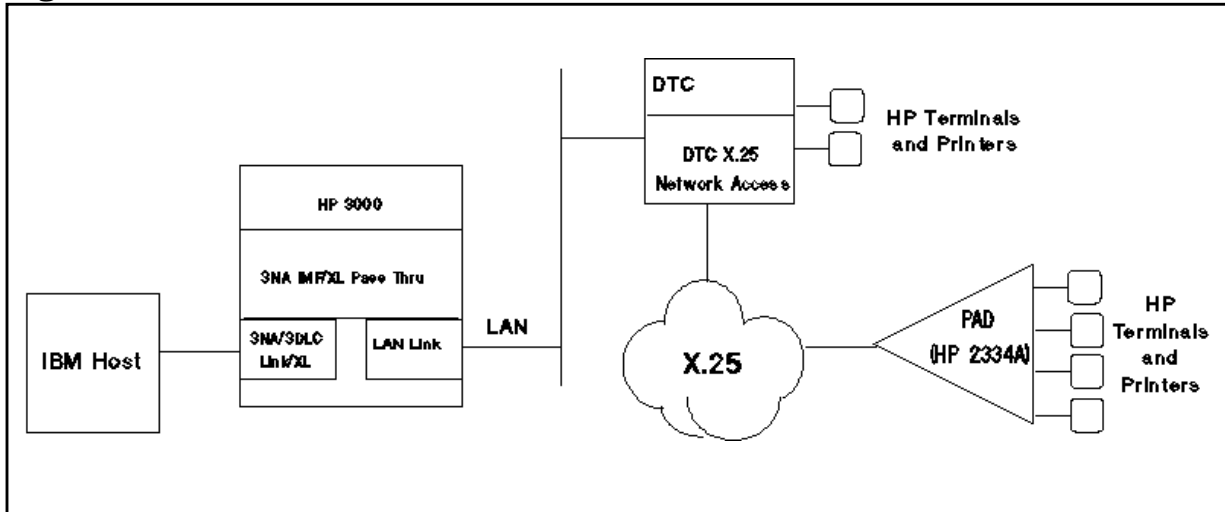 IBM Host
HP 3000
SNA IMF/XL Pass Thru
SNA/SDLC
Link/XL
LAN Link
LAN
DTC
DTC X.25
Network Access
HP Terminals
and Printers
X.25
PAD
(HP 2334A)
HP
Terminals
and
Printers